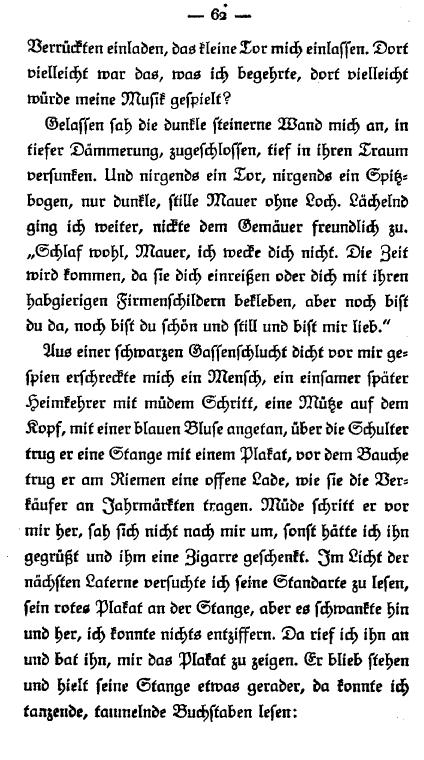 — 62 —
Verrückten einladen, das kleine Tor mich einlassen. Dort
vielleicht war das, was ich begehrte, dort vielleicht
würde meine Musik gespielt?
Gelassen sah die dunkle steinerne Wand mich an, in
tiefer Dämmerung, zugeschlossen, tief in ihren Traum
versunken. Und nirgends ein Tor, nirgends ein Spitz-
bogen, nur dunkle, stille Mauer ohne Loch. Lächelnd
ging ich weiter, nickte dem Gemäuer freundlich zu.
„Schlaf wohl, Mauer, ich wecke dich nicht. Die Zeit
wird kommen, da sie dich einreißen oder dich mit ihren
habgierigen Firmenschildern bekleben, aber noch bist
du da, noch bist du schön und still und bist mir lieb.“
Aus einer schwarzen Gassenschlucht dicht vor mir ge-
spien erschreckte mich ein Mensch, ein einsamer später
Heimkehrer mit müdem Schritt, eine Mütze auf dem
Kopf, mit einer blauen Bluse angetan, über die Schulter
trug er eine Stange mit einem Plakat, vor dem Bauche
trug er am Riemen eine offene Lade, wie sie die Ver-
käufer an Jahrmärkten tragen. Müde schritt er vor
mir her, sah sich nicht nach mir um, sonst hätte ich ihn
gegrüßt und ihm eine Zigarre geschenkt. Im Licht der
nächsten Laterne versuchte ich seine Standarte zu lesen,
sein rotes Plakat an der Stange, aber es schwankte hin
und her, ich konnte nichts entziffern. Da rief ich ihn an
und bat ihn, mir das Plakat zu zeigen. Er blieb stehen
und hielt seine Stange etwas gerader, da konnte ich
tanzende, taumelnde Buchstaben lesen: